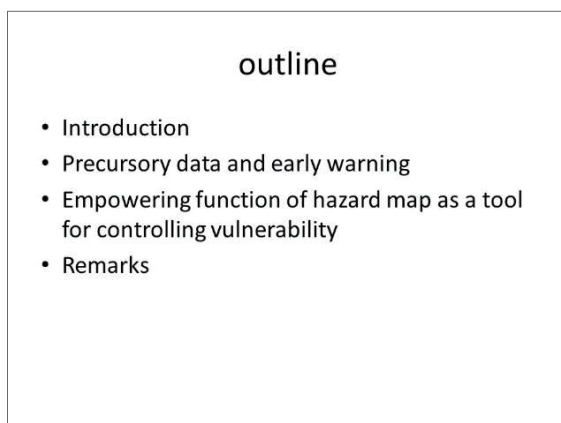 outline
• Introduction
• Precursory data and early warning
• Empowering function of hazard map as a tool
for controlling vulnerability
• Remarks